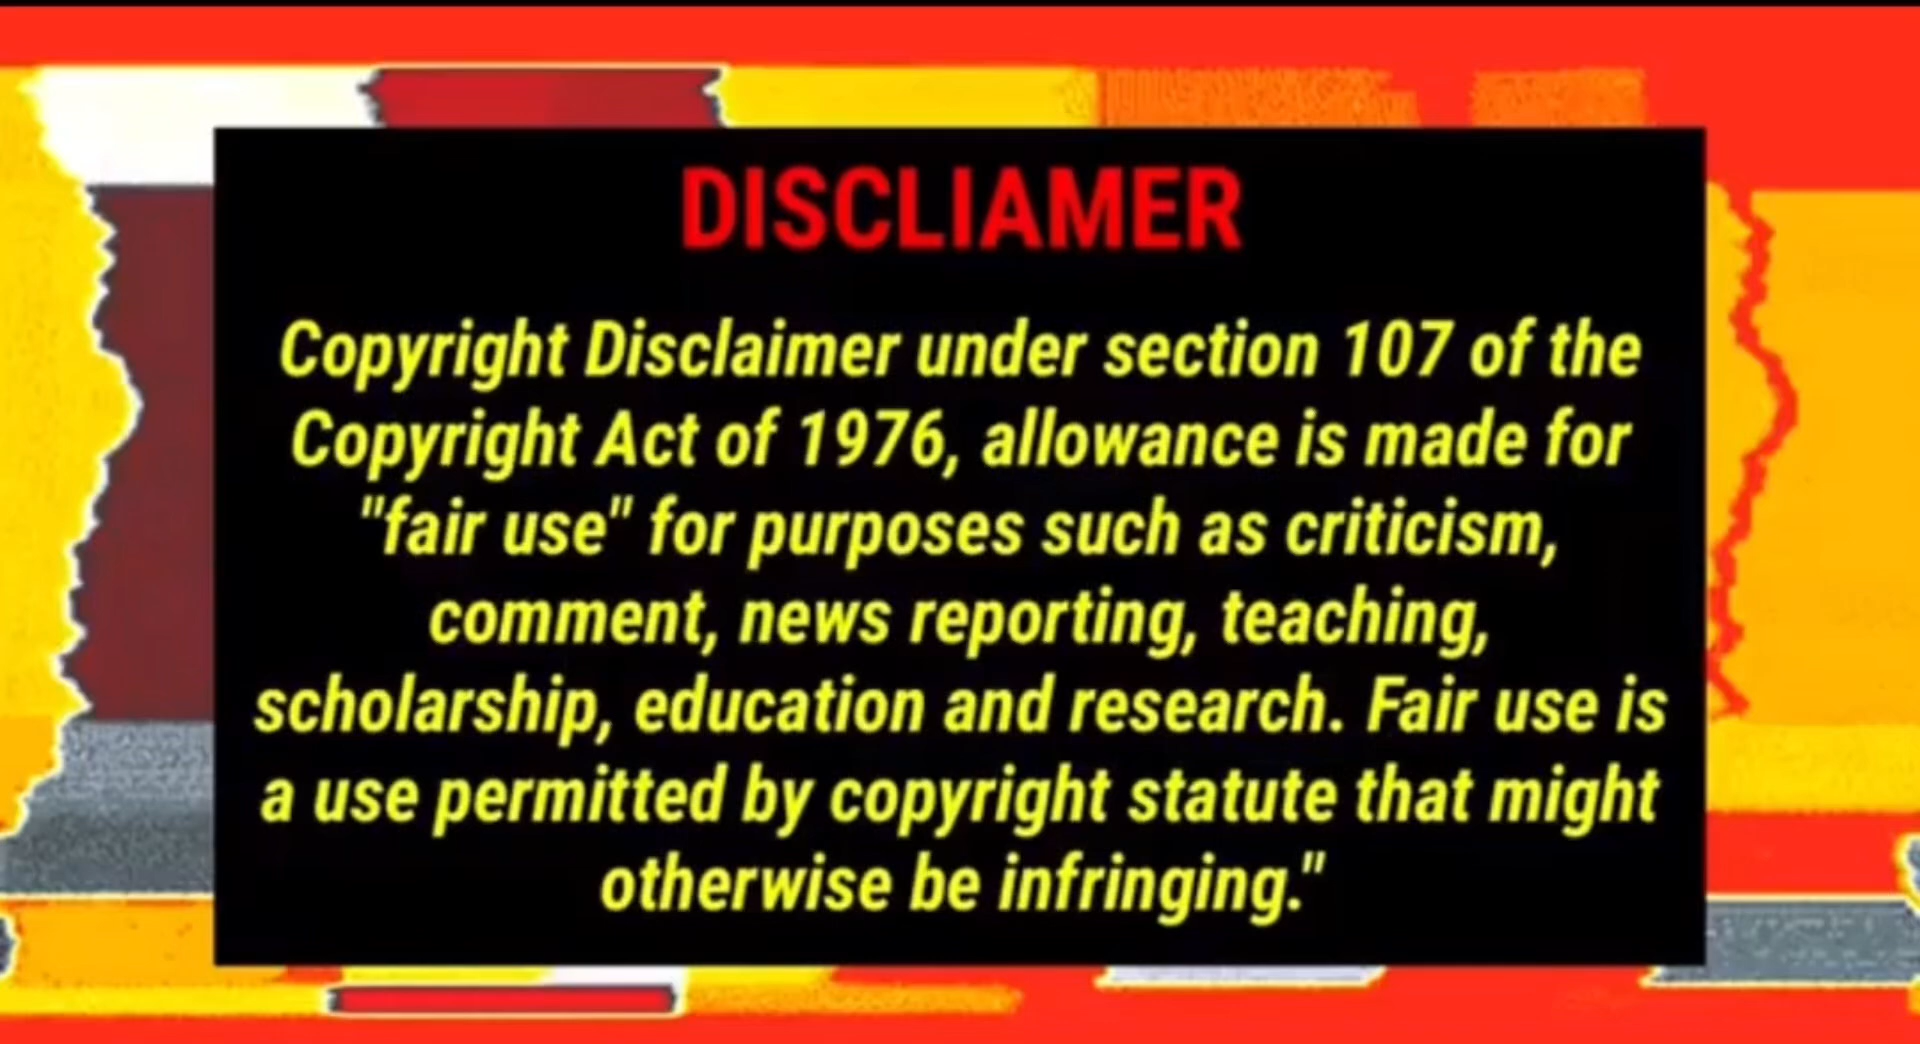 DISCLIAMER
Copyright Disclaimer under section 107 of the
Copyright Act of 1976, allowance is made for
"fair use" for purposes such as criticism,
comment, news reporting, teaching,
scholarship, education and research. Fair use is
a use permitted by copyright statute that might
otherwise be infringing."